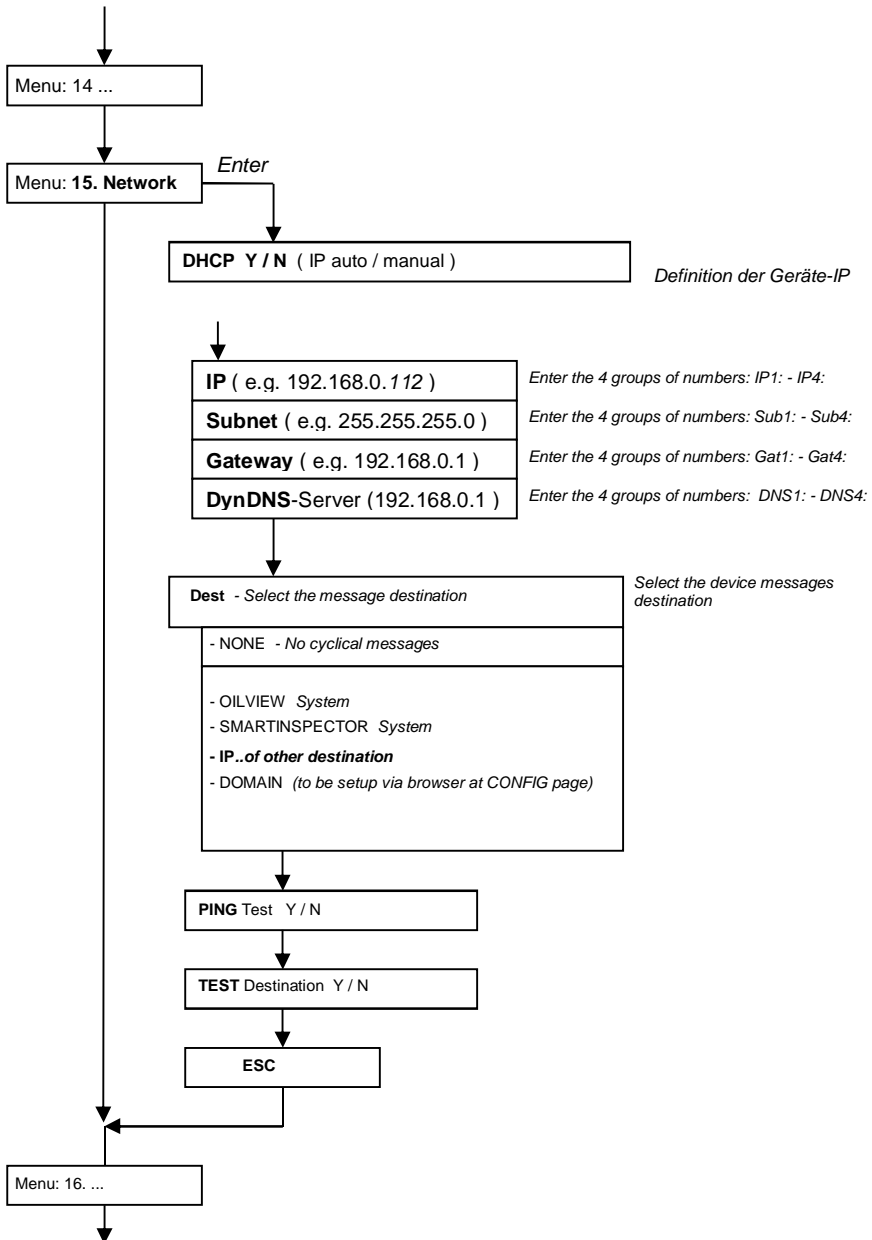 Menu: 14 ...
Enter
Menu: 15. Network
DHCP Y / N ( IP auto / manual )
Definition der Geräte-IP
IP ( e.g. 192.168.0.112 )
Enter the 4 groups of numbers: IP1: - IP4:
Subnet ( e.g. 255.255.255.0 )
Enter the 4 groups of numbers: Sub1: - Sub4:
Gateway ( e.g. 192.168.0.1 )
Enter the 4 groups of numbers: Gat1: - Gat4:
DynDNS-Server (192.168.0.1 )
Enter the 4 groups of numbers: DNS1: - DNS4:
Dest - Select the message destination
Select the device messages
destination
- NONE - No cyclical messages
- OILVIEW System
- SMARTINSPECTOR System
- IP..of other destination
- DOMAIN (to be setup via browser at CONFIG page)
PING Test Y / N
TEST Destination Y / N
ESC
Menu: 16. ...